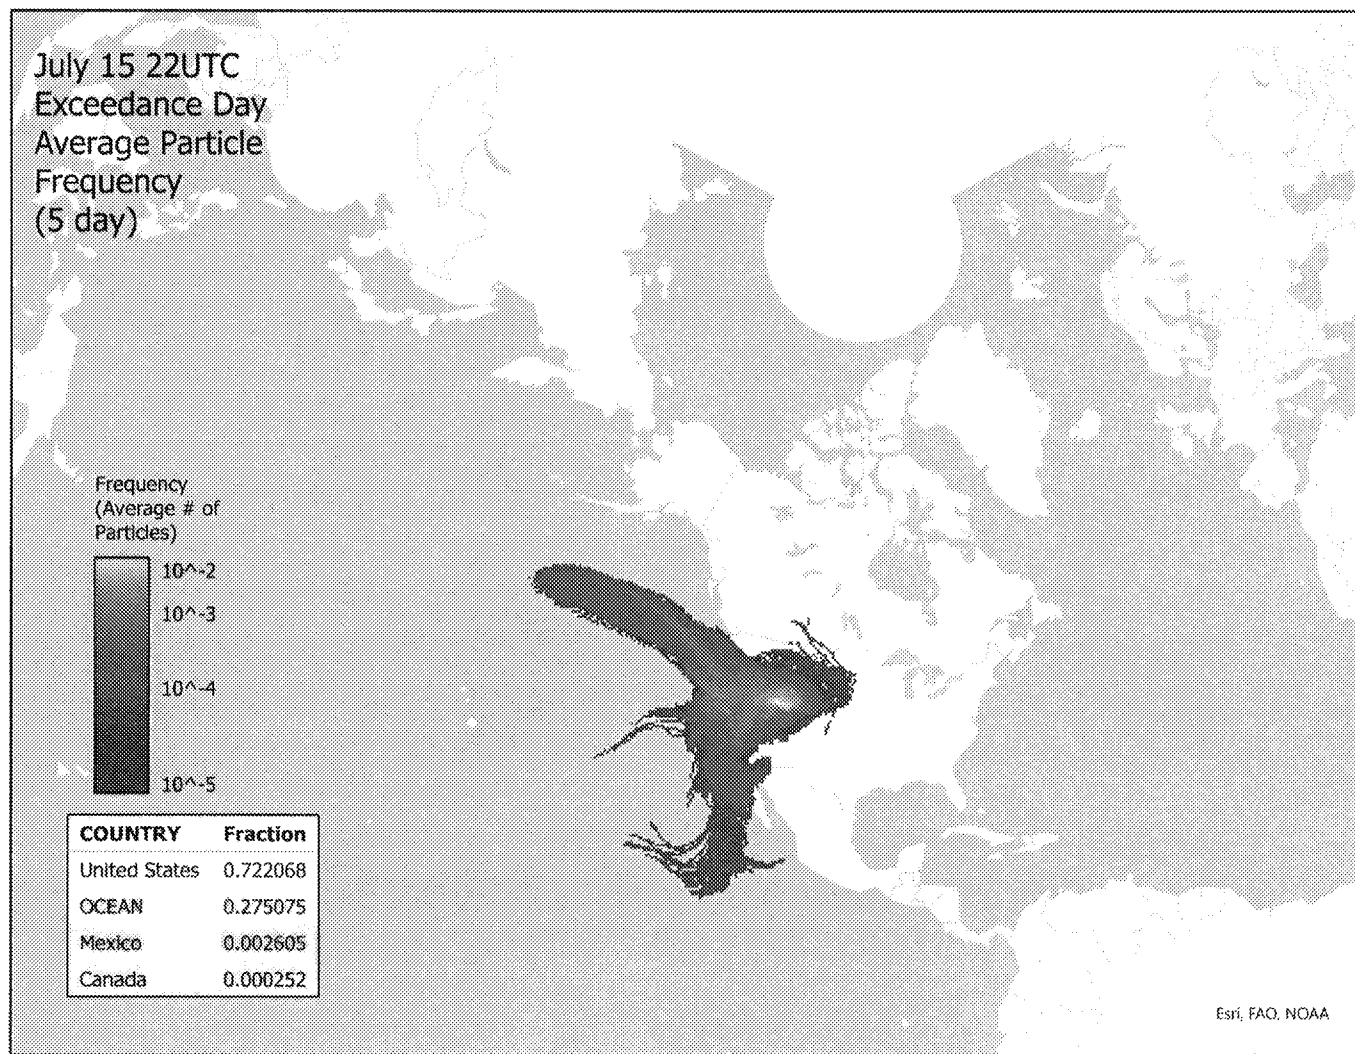 July 15 22UTC
Exceedance Day
Average Particle
Frequency
(5 day)
Frequency
(Average # of
Particles)
10^-2
10^-3
10^-4
10^-5
COUNTRY Fraction
United States 0.722068
OCEAN 0.275075
Mexico 0.002605
Canada 0.000252
Esri, FAO, NOAA